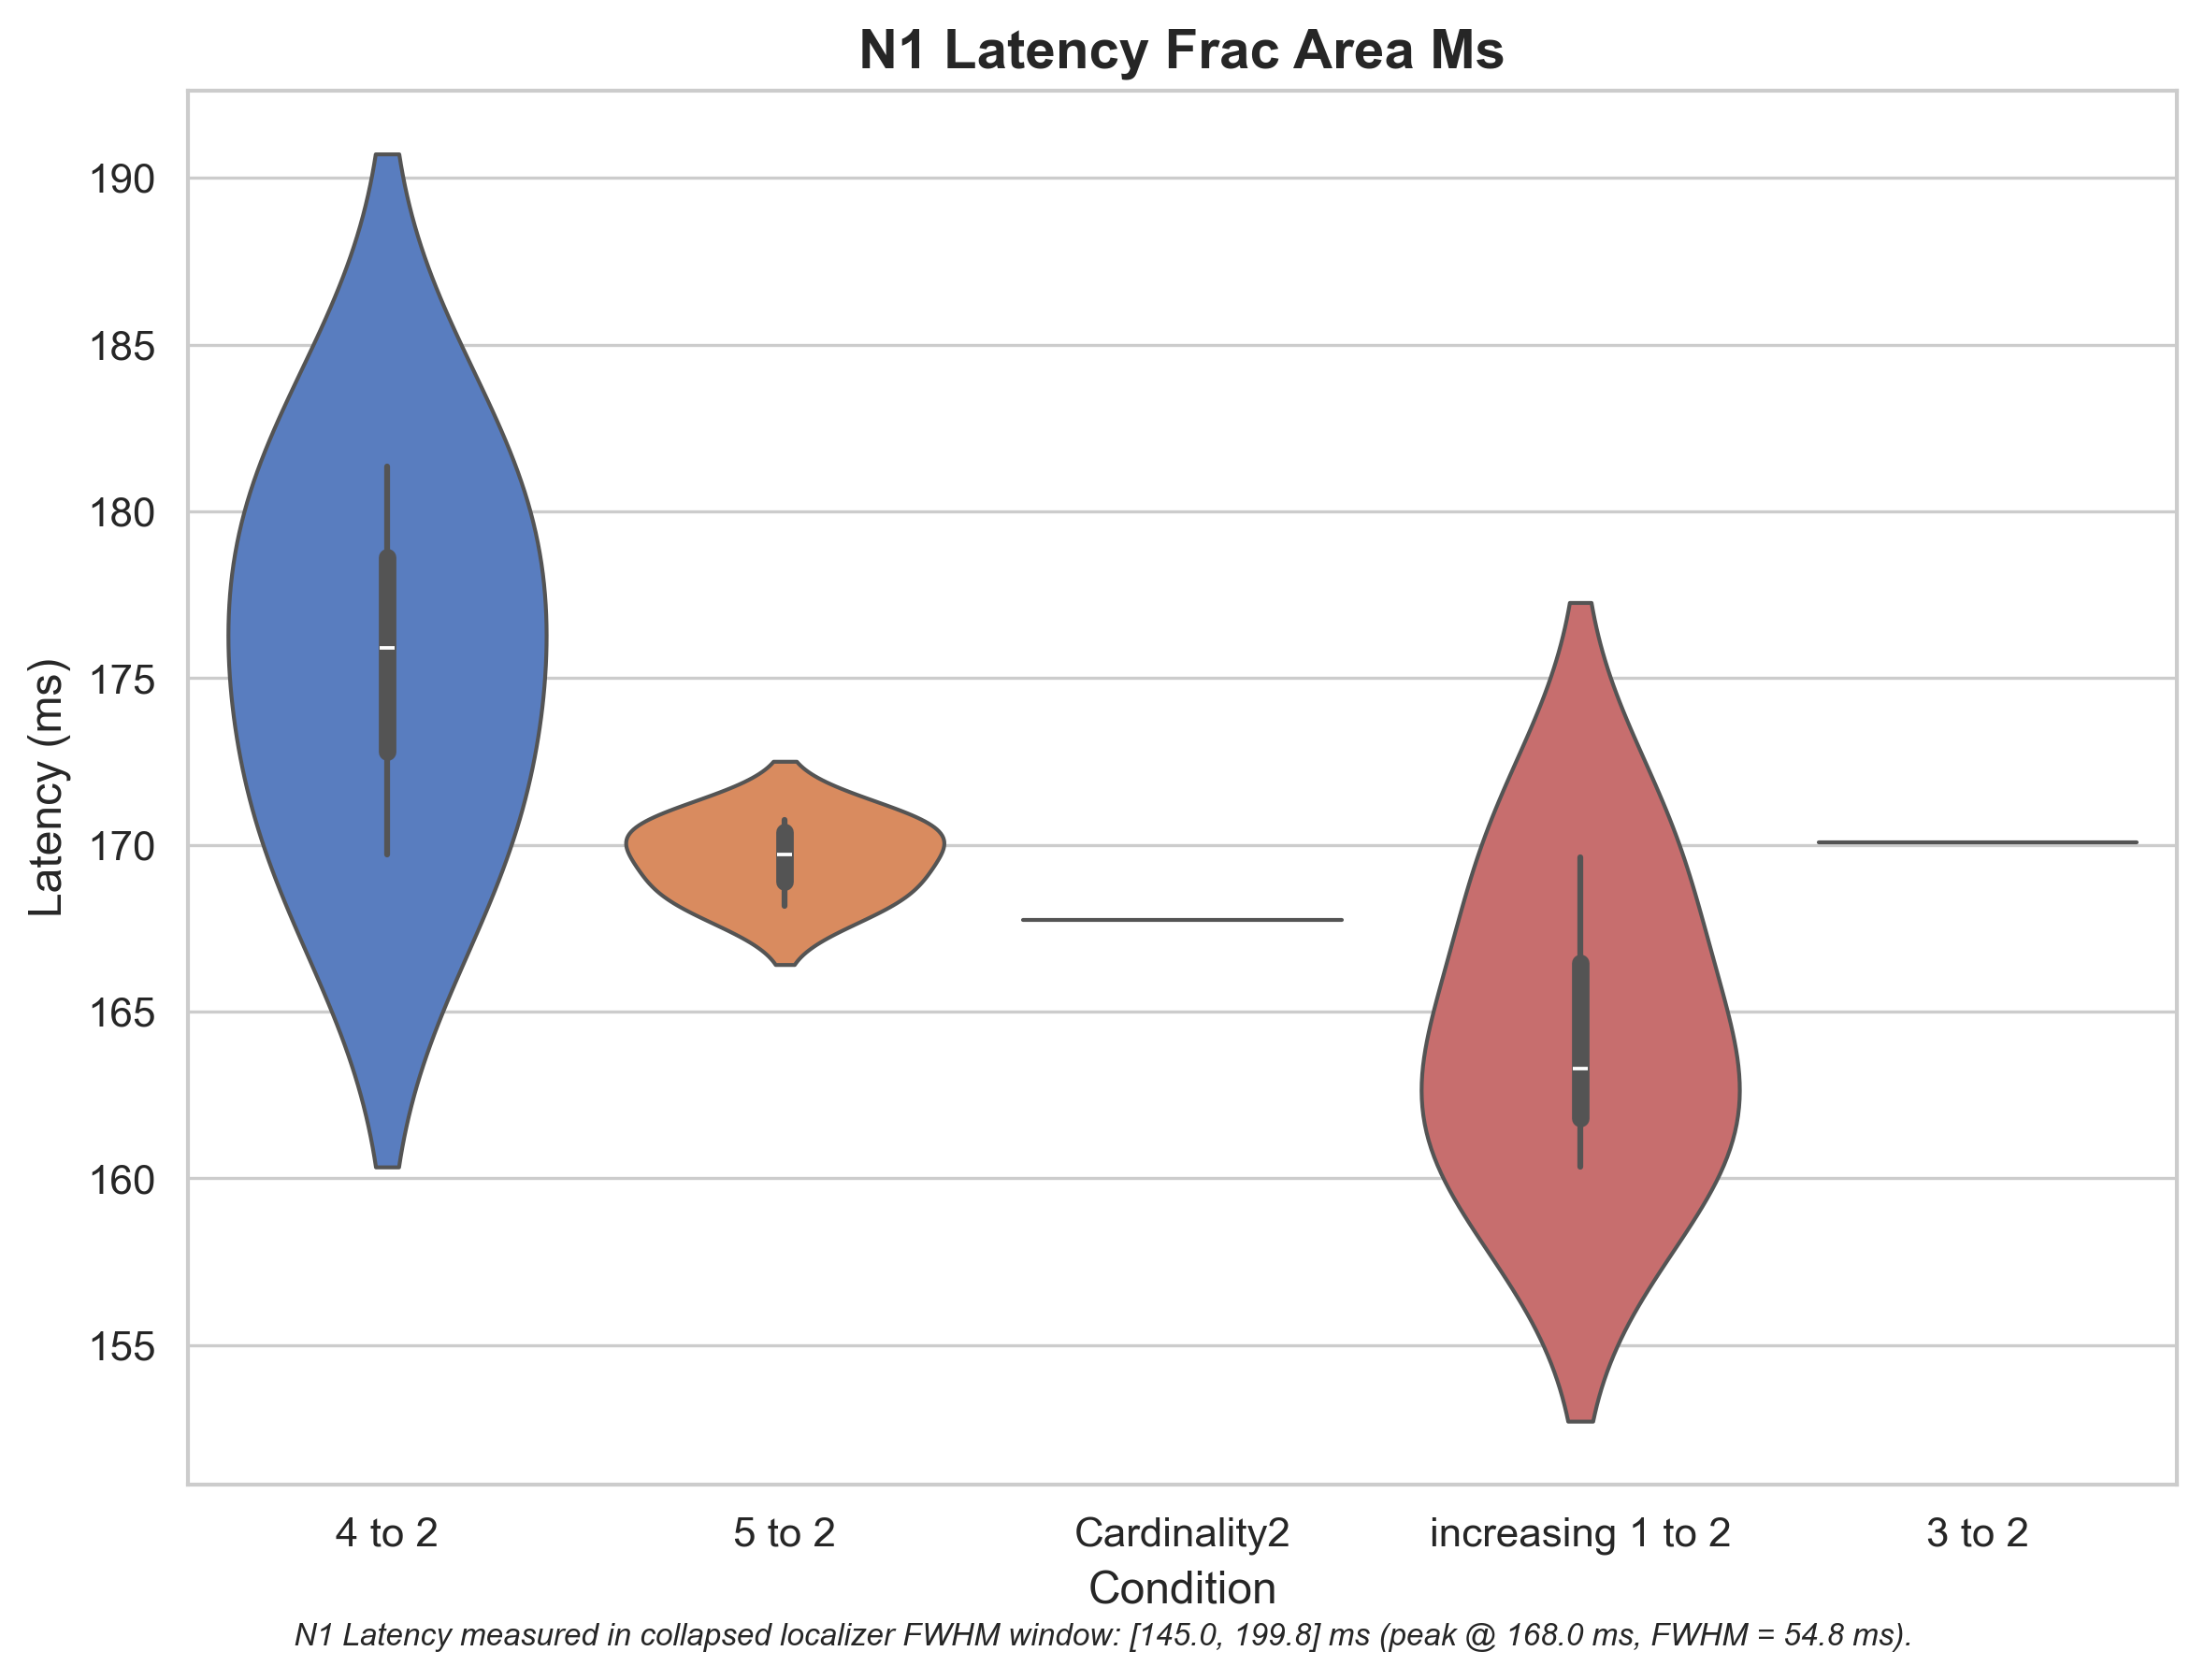 N1 Latency Frac Area Ms
190
185
180
175
170
165
160
155
Latency (ms)
4 to 2
5 to 2
Cardinality2
increasing 1 to 2
3 to 2
Condition
N1 Latency measured in collapsed localizer FWHM window: [145.0, 199.8] ms (peak @ 168.0 ms, FWHM = 54.8 ms).